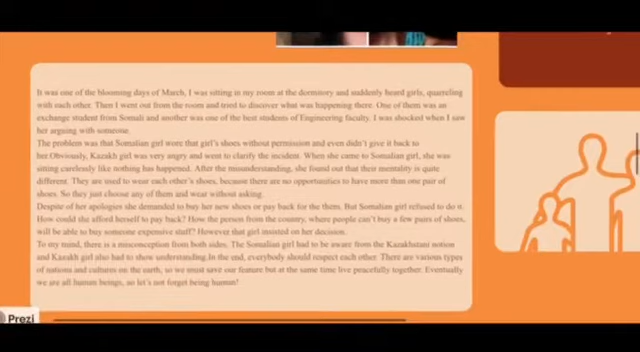 It was one of the blooming days of March, I was sitting in my room at the dormitory and suddenly heard girls, quarreling
with each other. Then I went out from the room and tried to discover what was happening there. One of them was an
exchange student from Somali and another was one of the best students of Engineering faculty. I was shocked when I saw
her arguing with someone.
The problem was that Somalian girl wore that girl's shoes without permission and even didn't give it back to
her.Obviously, Kazakh girl was very angry and went to clarify the incident. When she came to Somalian girl, she was
sitting carelessly like nothing has happened. After the misunderstanding, she found out that their mentality is quite
different. They are used to wear each other's shoes, because there are no opportunities to have more than one pair of
shoes. So they just choose any of them and wear without asking.
Despite of her apologies she demanded to buy her new shoes or pay back for the them. But Somalian girl refused to do it.
How could she afford herself to pay back? How the person from the country, where people can't buy a few pairs of shoes,
will be able to buy someone expensive stuff? However that girl insisted on her decision.
To my mind, there is a misconception from both sides. The Somalian girl had to be aware from the Kazakhstani notion
and Kazakh girl also had to show understanding.In the end, everybody should respect each other. There are various types
of nations and cultures on the earth, so we must save our feature but at the same time live peacefully together. Eventually
we are all human beings, so let's not forget being human!
Prezi